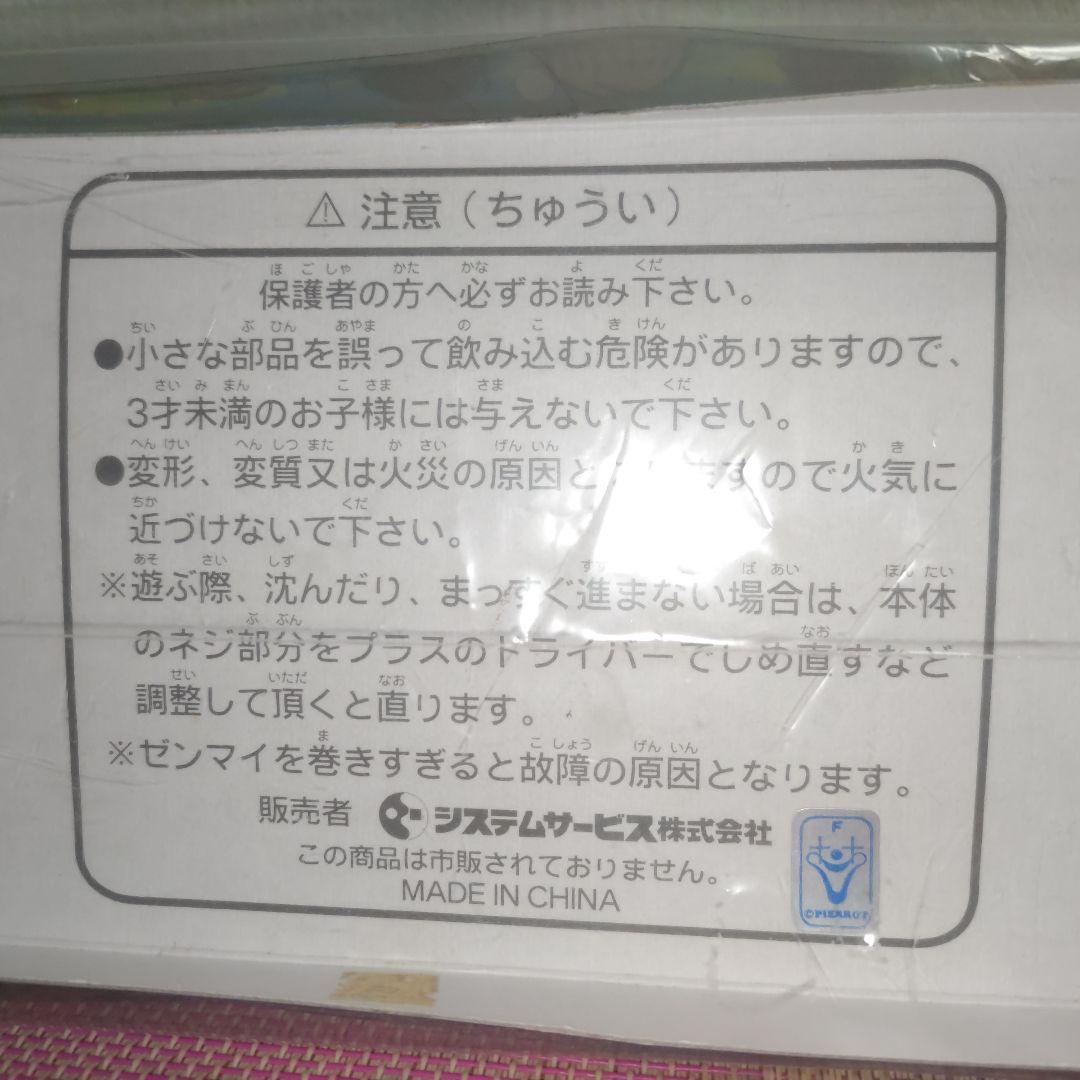 ⚠ 注意(ちゅうい)
保護者の方へ必ずお読み下さい。
●小さな部品を誤って飲み込む危険がありますので、
3才未満のお子様には与えないで下さい。
●変形、変質又は火災の原因と すので火気に
近づけないで下さい。
※遊ぶ際、沈んだり、まっすぐ進まない場合は、本体
のネジ部分をプラスのドライバーでしめ直すなど
調整して頂くと直ります。
※ゼンマイを巻きすぎると故障の原因となります。
販売者 システムサービス株式会社
この商品は市販されておりません。
MADE IN CHINA
F
©PIERROT